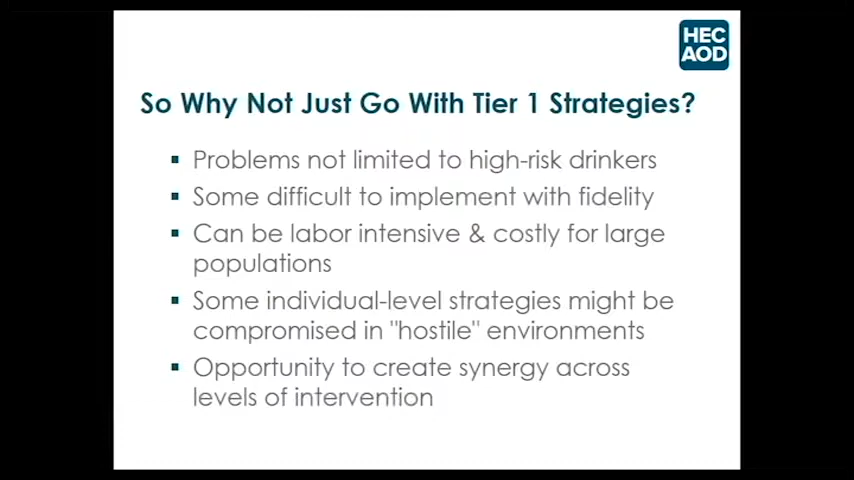 HEC
AOD
So Why Not Just Go With Tier 1 Strategies?
▪ Problems not limited to high-risk drinkers
▪ Some difficult to implement with fidelity
▪ Can be labor intensive & costly for large
populations
▪ Some individual-level strategies might be
compromised in "hostile" environments
▪ Opportunity to create synergy across
levels of intervention